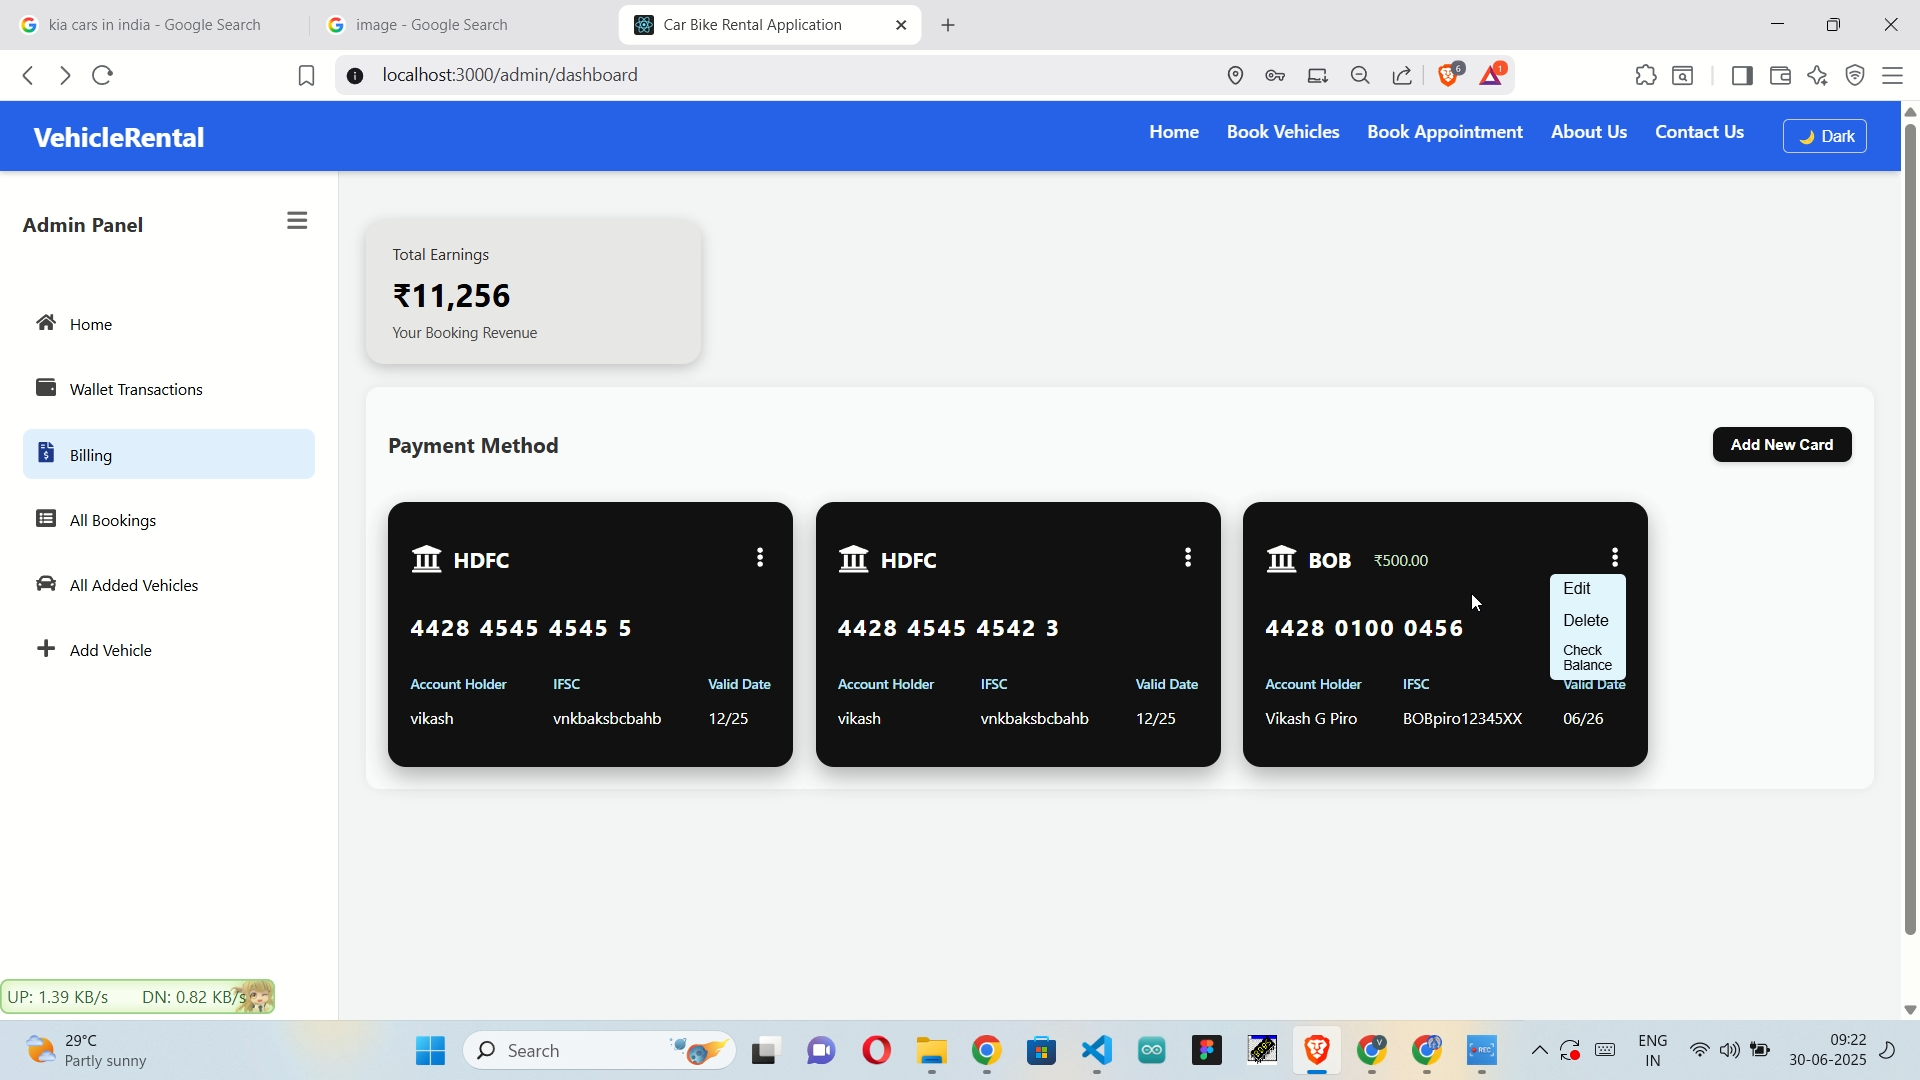 kia cars in india - Google Search
image - Google Search
Car Bike Rental Application
localhost:3000/admin/dashboard
6
1
VehicleRental
Home
Book Vehicles
Book Appointment
About Us
Contact Us
🌙 Dark
Admin Panel
Home
Wallet Transactions
Billing
All Bookings
All Added Vehicles
Add Vehicle
Total Earnings
₹11,256
Your Booking Revenue
Payment Method
Add New Card
HDFC
4428 4545 4545 5
Account Holder IFSC Valid Date
vikash vnkbaksbcbahb 12/25
HDFC
4428 4545 4542 3
Account Holder IFSC Valid Date
vikash vnkbaksbcbahb 12/25
BOB ₹500.00
4428 0100 0456
Account Holder IFSC Valid Date
Vikash G Piro BOBpiro12345XX 06/26
Edit
Delete
Check
Balance
UP: 1.39 KB/s DN: 0.82 KB/s
29°C
Partly sunny
Search
REC
ENG
IN
09:22
30-06-2025